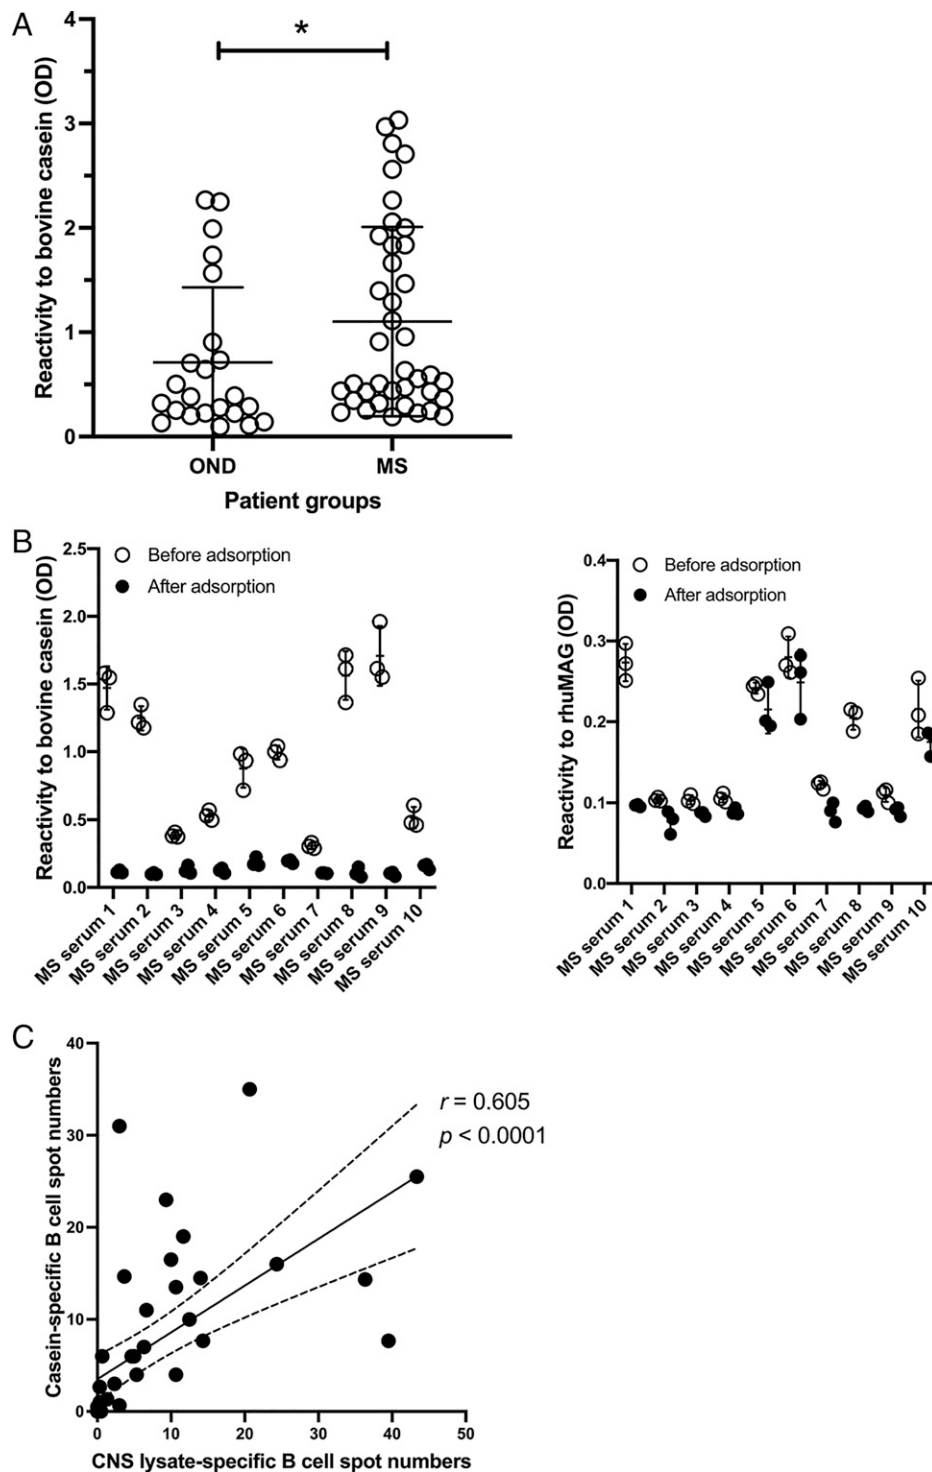 A
Reactivity to bovine casein (OD)
4
3
2
1
0
*
OND
MS
Patient groups
B
Reactivity to bovine casein (OD)
2.5
2.0
1.5
1.0
0.5
0.0
Before adsorption
After adsorption
MS serum 1
MS serum 2
MS serum 3
MS serum 4
MS serum 5
MS serum 6
MS serum 7
MS serum 8
MS serum 9
MS serum 10
Reactivity to rhuMAG (OD)
0.4
0.3
0.2
0.1
0.0
Before adsorption
After adsorption
MS serum 1
MS serum 2
MS serum 3
MS serum 4
MS serum 5
MS serum 6
MS serum 7
MS serum 8
MS serum 9
MS serum 10
C
Casein-specific B cell spot numbers
40
30
20
10
0
r = 0.605
p < 0.0001
0
10
20
30
40
50
CNS lysate-specific B cell spot numbers